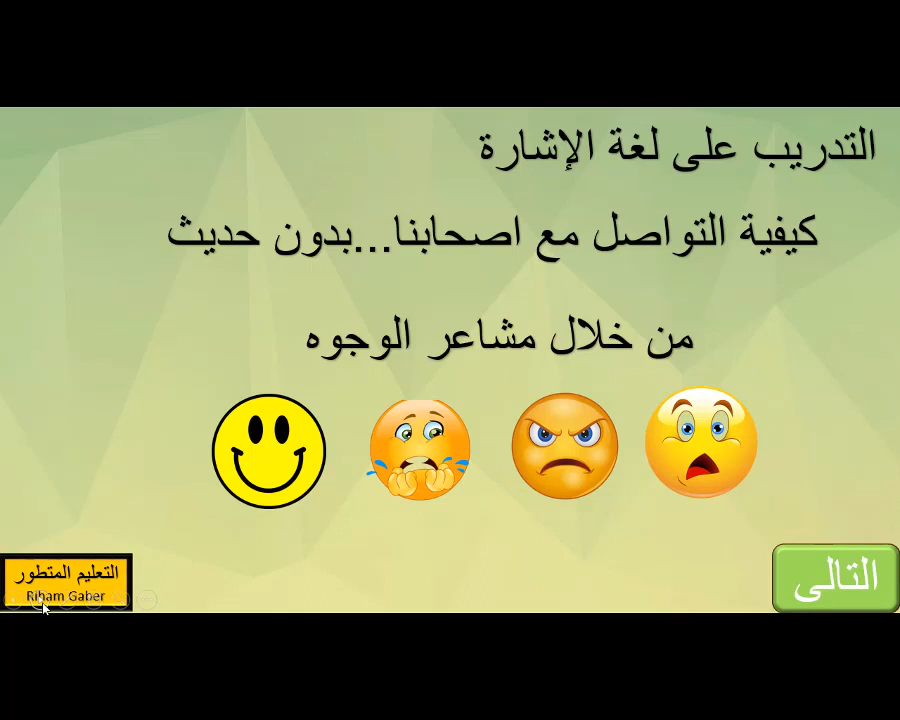 التدريب على لغة الإشارة
كيفية التواصل مع اصحابنا...بدون حديث
من خلال مشاعر الوجوه
التعليم المتطور
Riham Gaber
التالى